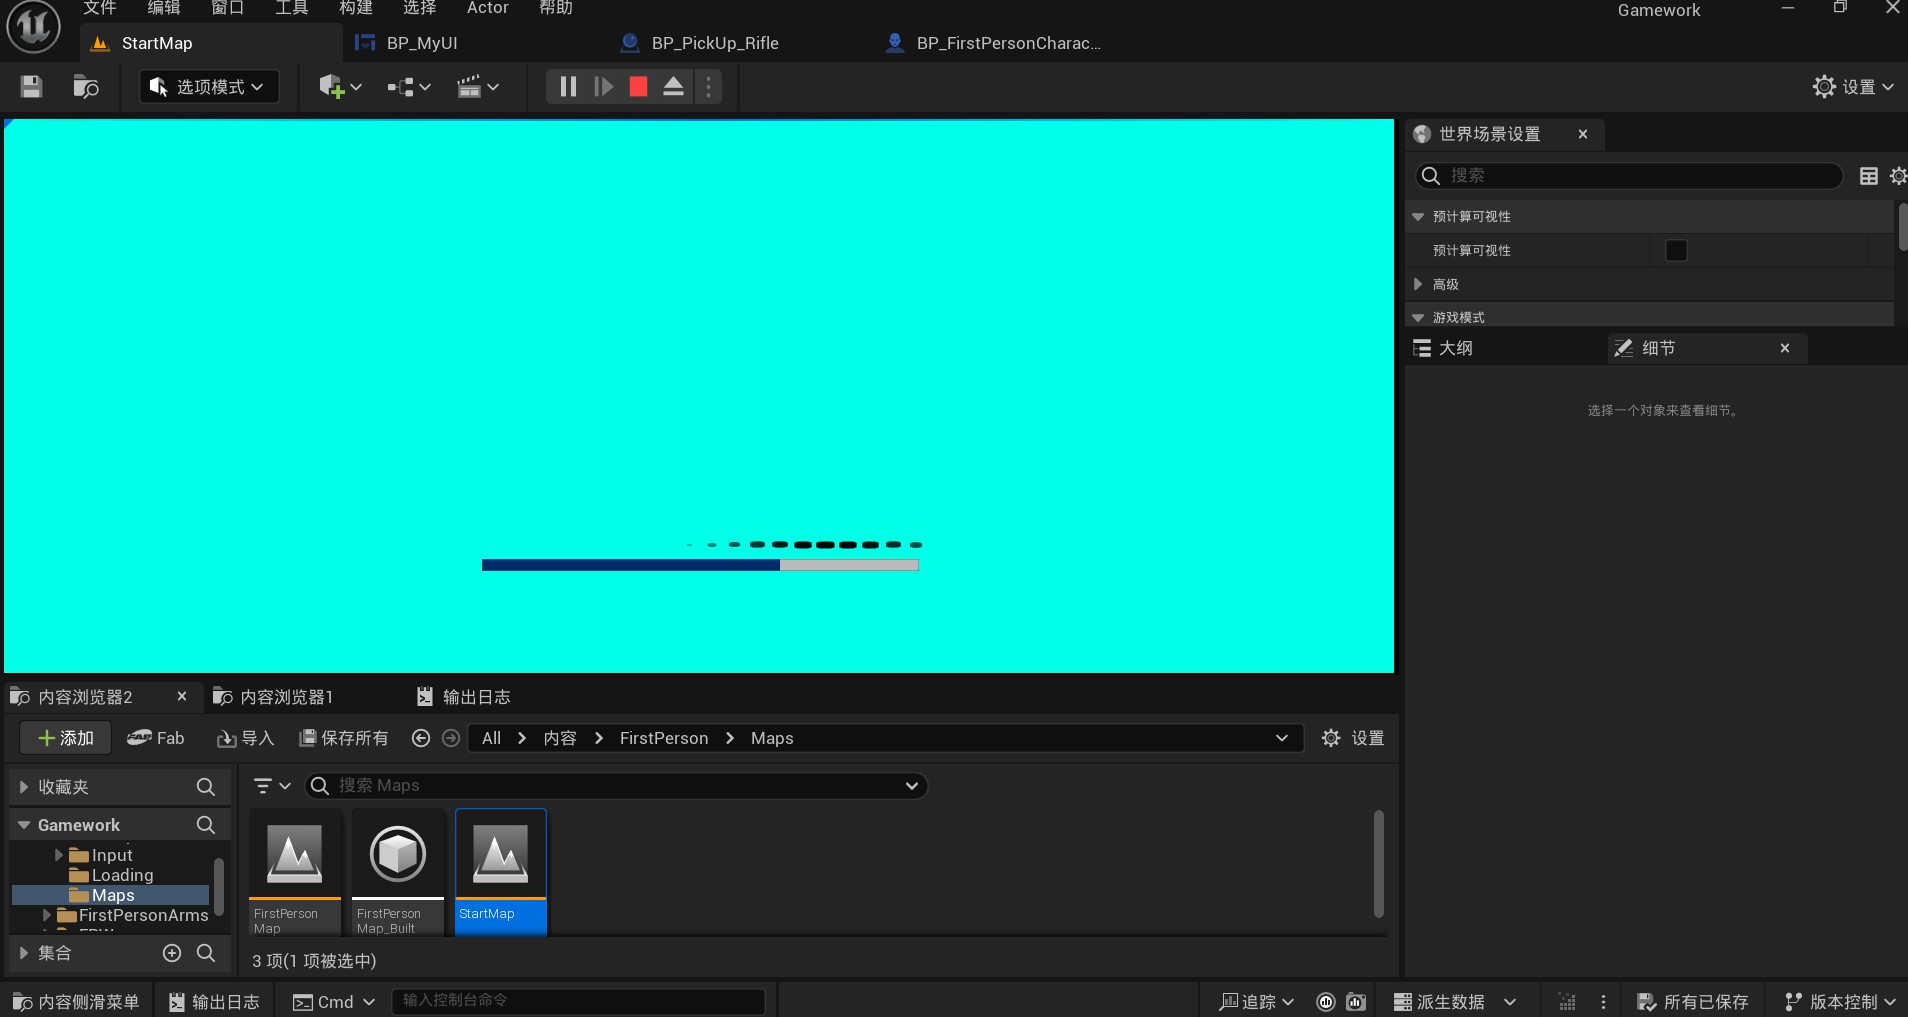 文件 编辑 窗口 工具 构建 选择 Actor 帮助
Gamework
StartMap
BP_MyUI
BP_PickUp_Rifle
BP_FirstPersonCharac...
选项模式
设置
世界场景设置
搜索
预计算可视性
预计算可视性
高级
游戏模式
大纲
细节
选择一个对象来查看细节。
内容浏览器2
内容浏览器1
输出日志
添加
Fab
导入
保存所有
All > 内容 > FirstPerson > Maps
设置
收藏夹
搜索 Maps
Gamework
Input
Loading
Maps
FirstPersonArms
集合
FirstPerson
Map
FirstPerson
Map_Built
StartMap
3 项(1 项被选中)
内容侧滑菜单
输出日志
Cmd
输入控制台命令
追踪
派生数据
所有已保存
版本控制